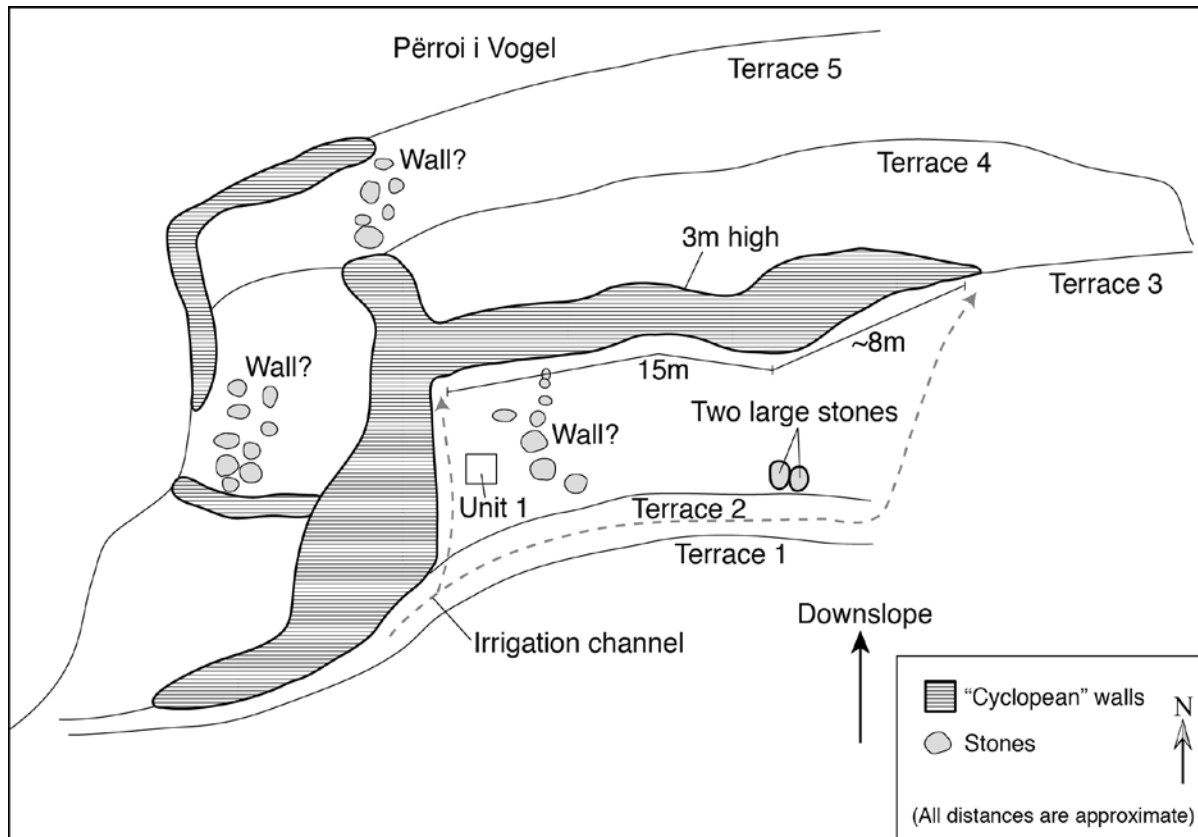 Përroi i Vogel
Terrace 5
Wall?
Terrace 4
3m high
Terrace 3
Wall?
~8m
15m
Two large stones
Wall?
Unit 1
Terrace 2
Terrace 1
Downslope
Irrigation channel
"Cyclopean" walls
N
Stones
(All distances are approximate)